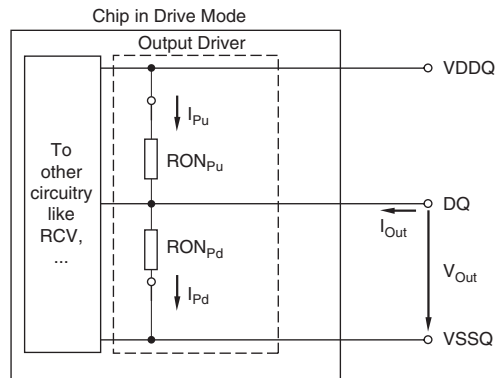 Chip in Drive Mode
Output Driver
VDDQ
I_Pu
To
other
circuitry
like
RCV,
...
RON_Pu
DQ
I_Out
RON_Pd
V_Out
I_Pd
VSSQ